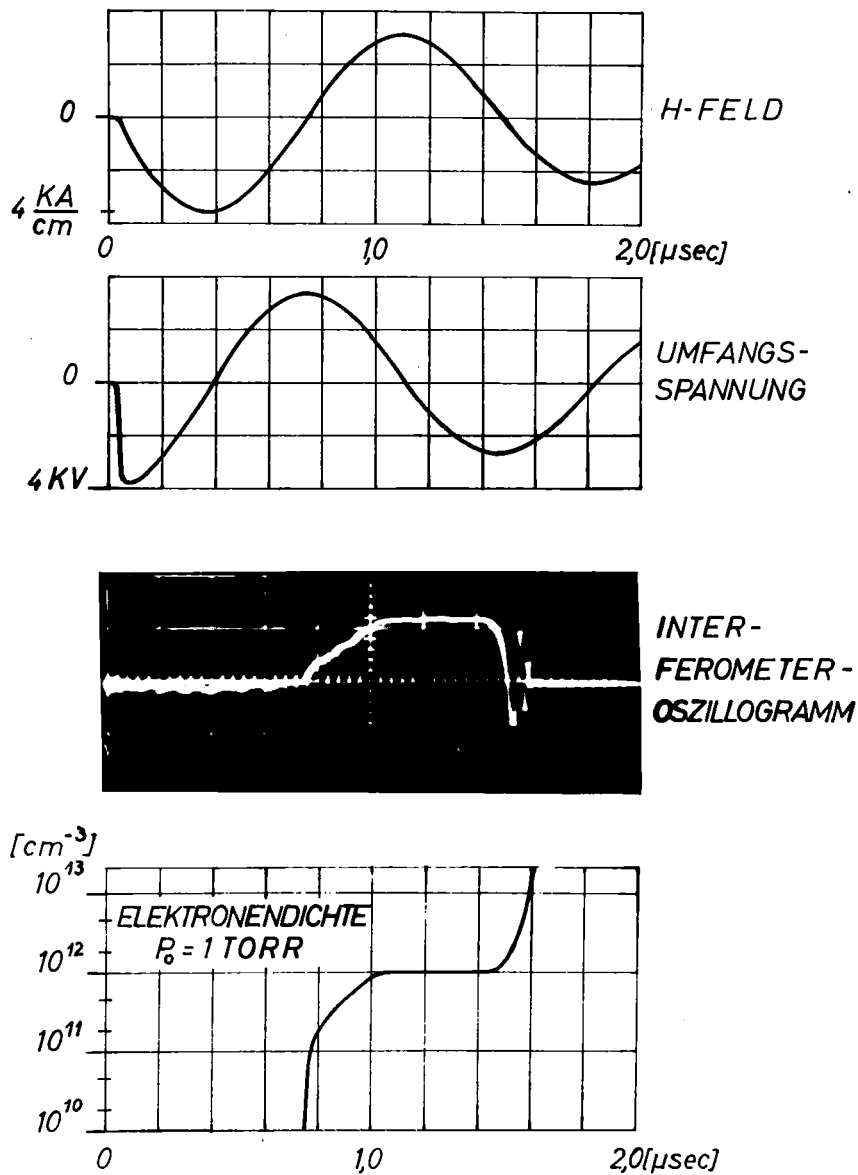 0
H-FELD
4 KA/cm
0
1,0
2,0[µsec]
0
UMFANGS-
SPANNUNG
4 KV
INTER-
FEROMETER-
OSZILLOGRAMM
[cm⁻³]
10¹³
ELEKTRONENDICHTE
P₀ = 1 TORR
10¹²
10¹¹
10¹⁰
0
1,0
2,0[µsec]